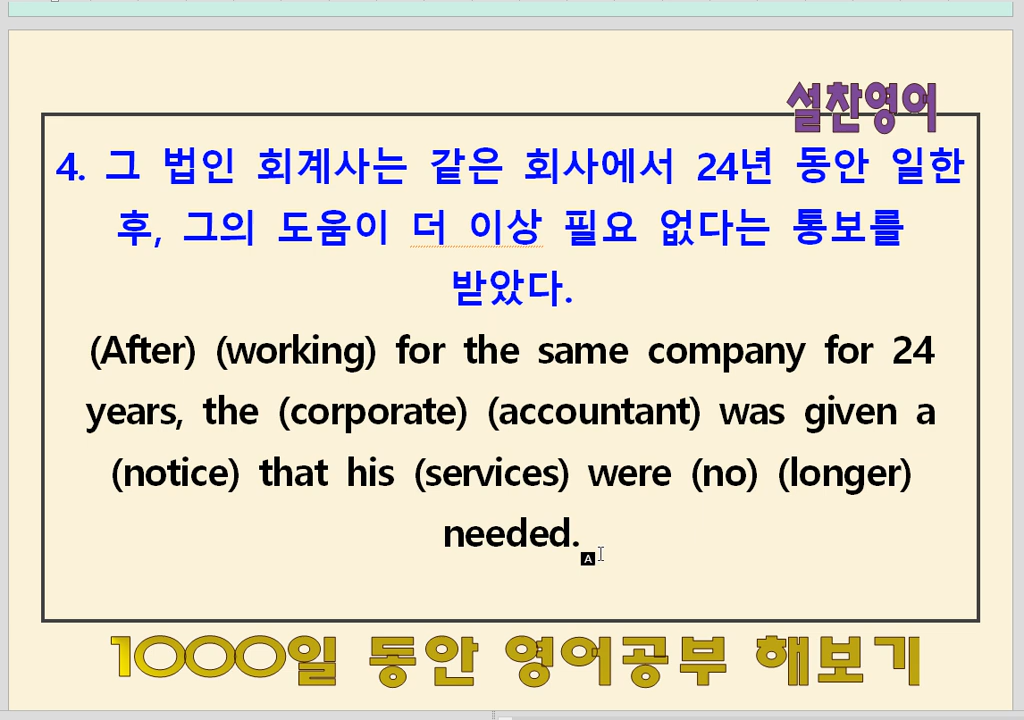 설찬영어
4. 그 법인 회계사는 같은 회사에서 24년 동안 일한
후, 그의 도움이 더 이상 필요 없다는 통보를
받았다.
(After) (working) for the same company for 24
years, the (corporate) (accountant) was given a
(notice) that his (services) were (no) (longer)
needed.
A
1000일 동안 영어공부 해보기